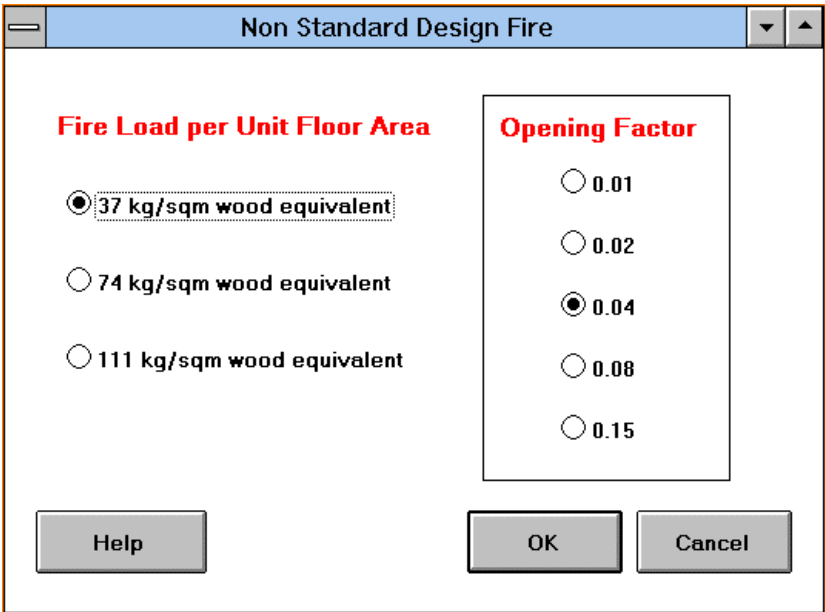 Non Standard Design Fire
Fire Load per Unit Floor Area
37 kg/sqm wood equivalent
74 kg/sqm wood equivalent
111 kg/sqm wood equivalent
Opening Factor
0.01
0.02
0.04
0.08
0.15
Help
OK
Cancel